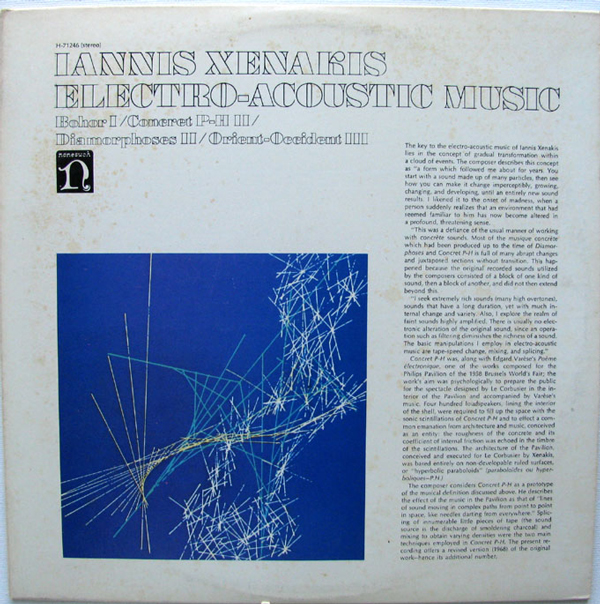 H-71246 (stereo)
IANNIS XENAKIS
ELECTRO-ACOUSTIC MUSIC
Bohor I/Concret P-H II/
Diamorphoses II/Orient-Occident III
nonesuch
n
The key to the electro-acoustic music of Iannis Xenakis
lies in the concept of gradual transformation within
a cloud of events. The composer describes this concept
as "a form which followed me about for years. You
start with a sound made up of many particles, then see
how you can make it change imperceptibly, growing,
changing, and developing, until an entirely new sound
results. I likened it to the onset of madness, when a
person suddenly realizes that an environment that had
seemed familiar to him has now become altered in
a profound, threatening sense.
"This was a defiance of the usual manner of working
with concrète sounds. Most of the musique concrète
which had been produced up to the time of Diamor-
phoses and Concret P-H is full of many abrupt changes
and juxtaposed sections without transition. This hap-
pened because the original recorded sounds utilized
by the composers consisted of a block of one kind of
sound, then a block of another, and did not then extend
beyond this.
"I seek extremely rich sounds (many high overtones),
sounds that have a long duration, yet with much in-
ternal change and variety. Also, I explore the realm of
faint sounds highly amplified. There is usually no elec-
tronic alteration of the original sound, since an opera-
tion such as filtering diminishes the richness of a sound.
The basic manipulations I employ in electro-acoustic
music are tape-speed change, mixing, and splicing."
Concret P-H was, along with Edgard Varèse's Poème
Electronique, one of the works composed for the
Philips Pavilion of the 1958 Brussels World's Fair; the
work's aim was psychologically to prepare the public
for the spectacle designed by Le Corbusier in the in-
terior of the Pavilion and accompanied by Varèse's
music. Four hundred loudspeakers, lining the interior
of the shell, were required to fill up the space with the
sonic scintillations of Concret P-H and to effect a com-
mon emanation from architecture and music, conceived
as an entity: the roughness of the concrete and its
coefficient of internal friction was echoed in the timbre
of the scintillations. The architecture of the Pavilion,
conceived and executed for Le Corbusier by Xenakis,
was based entirely on non-developable ruled surfaces,
or "hyperbolic paraboloids" (paraboloïdes ou hyper-
boliques—P-H.)
The composer considers Concret P-H as a prototype
of the musical definition discussed above. He describes
the effect of the music in the Pavilion as that of "lines
of sound moving in complex paths from point to point
in space, like needles darting from everywhere." Splic-
ing of innumerable little pieces of tape (the sound
source is the discharge of smoldering charcoal) and
mixing to obtain varying densities were the two main
techniques employed in Concret P-H. The present re-
cording offers a revised version (1968) of the original
work—hence its additional number.